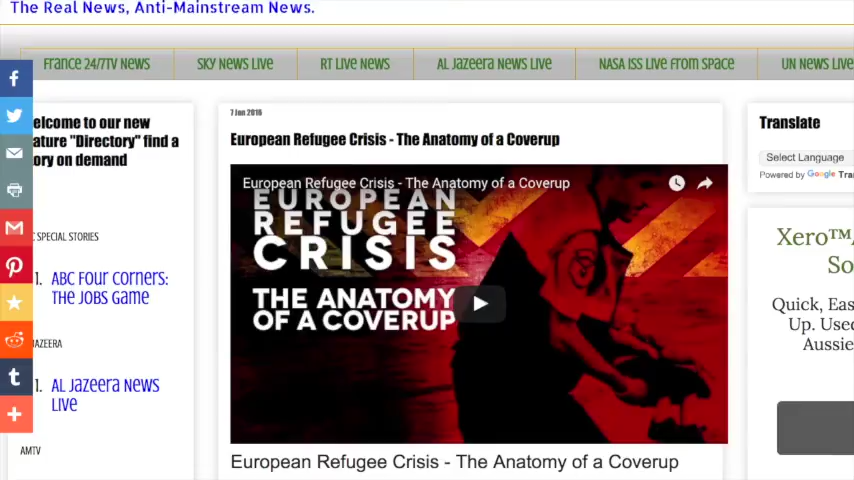 The Real News, Anti-Mainstream News.
France 24/7TV News
Sky News Live
RT Live News
Al Jazeera News Live
NASA ISS Live from space
UN News Live
elcome to our new
ature "Directory" find a
ory on demand
C SPECIAL STORIES
1. ABC Four Corners:
The Jobs Game
JAZEERA
1. Al Jazeera News
Live
AMTV
7 Jan 2016
European Refugee Crisis - The Anatomy of a Coverup
European Refugee Crisis - The Anatomy of a Coverup
EUROPEAN
REFUGEE
CRISIS
THE ANATOMY
OF A COVERUP
European Refugee Crisis - The Anatomy of a Coverup
Translate
Select Language
Powered by Google Tra
Xero™
So
Quick, Eas
Up. Used
Aussie